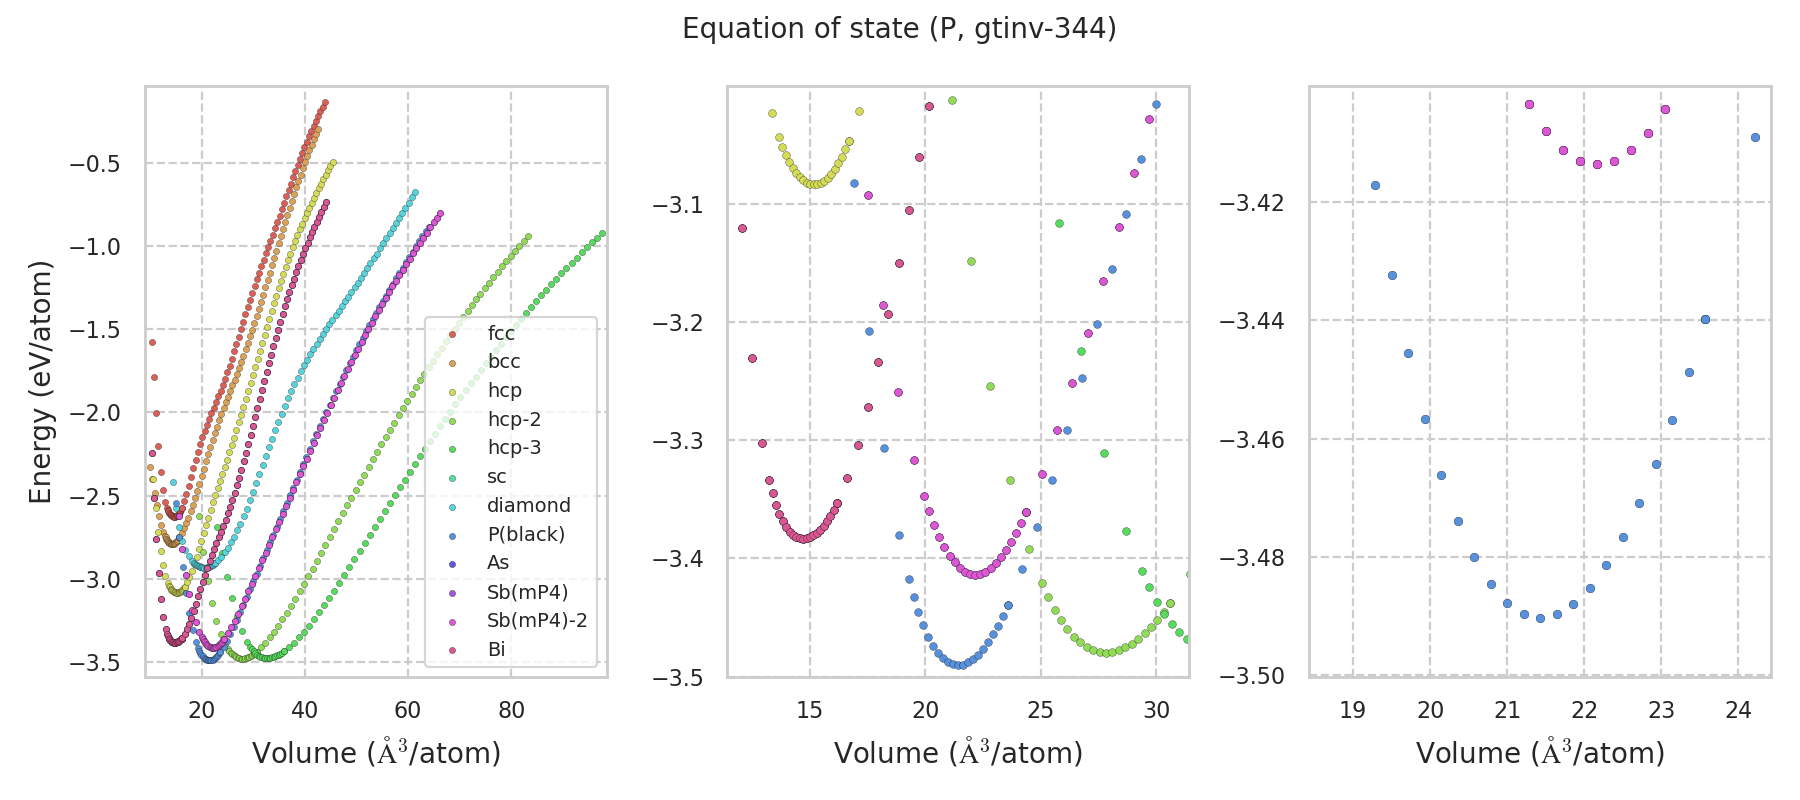 Equation of state (P, gtinv-344)
Energy (eV/atom)
−0.5
−1.0
−1.5
−2.0
−2.5
−3.0
−3.5
20 40 60 80
Volume (Å³/atom)
fcc
bcc
hcp
hcp-2
hcp-3
sc
diamond
P(black)
As
Sb(mP4)
Sb(mP4)-2
Bi
−3.1
−3.2
−3.3
−3.4
−3.5
15 20 25 30
Volume (Å³/atom)
−3.42
−3.44
−3.46
−3.48
−3.50
19 20 21 22 23 24
Volume (Å³/atom)